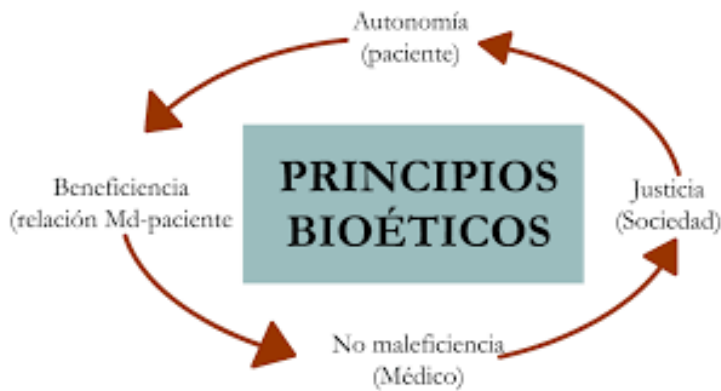 Autonomía
(paciente)
Beneficiencia
(relación Md-paciente
PRINCIPIOS
BIOÉTICOS
Justicia
(Sociedad)
No maleficiencia
(Médico)